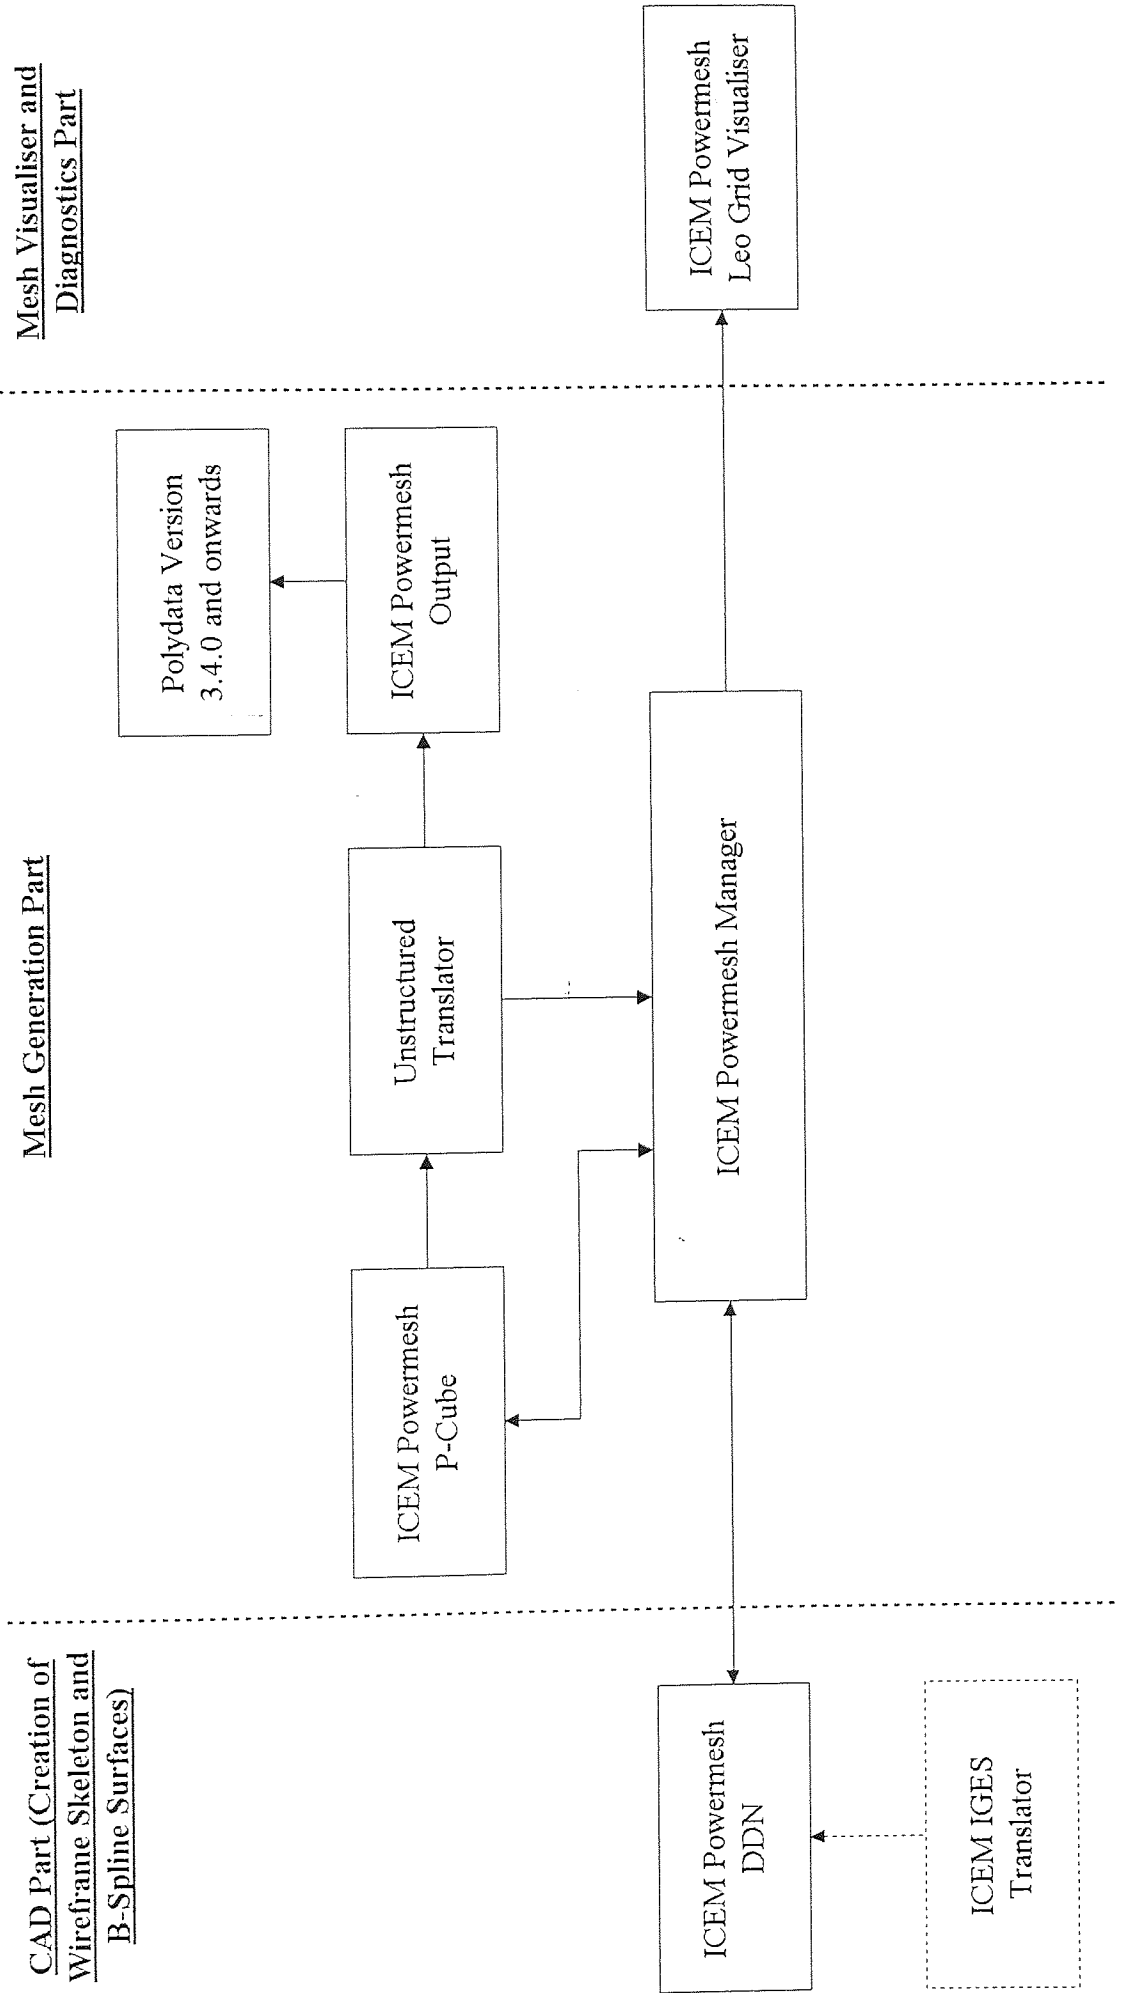 CAD Part (Creation of
Wireframe Skeleton and
B-Spline Surfaces)
Mesh Generation Part
Mesh Visualiser and
Diagnostics Part
Polydata Version
3.4.0 and onwards
ICEM Powermesh
P-Cube
Unstructured
Translator
ICEM Powermesh
Output
ICEM Powermesh
DDN
ICEM Powermesh Manager
ICEM Powermesh
Leo Grid Visualiser
ICEM IGES
Translator